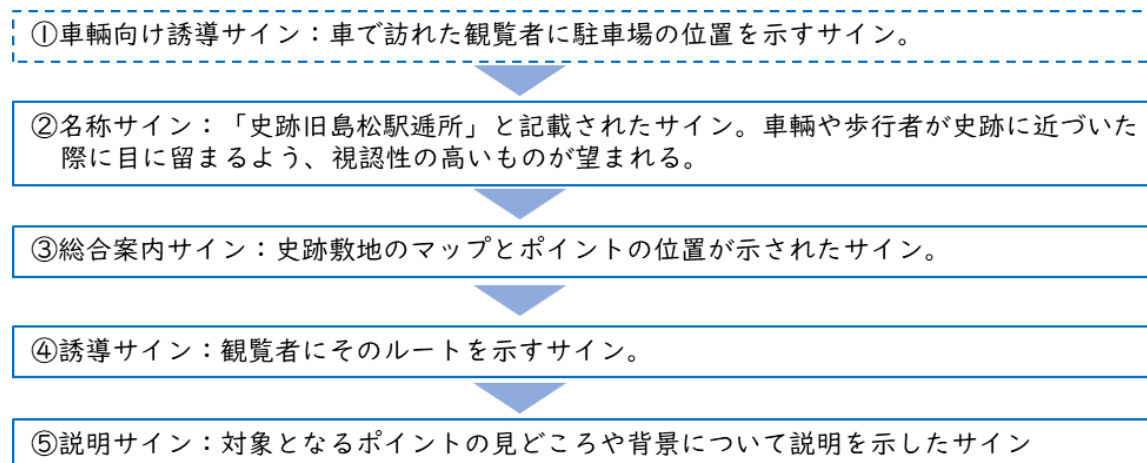 ①車輌向け誘導サイン：車で訪れた観覧者に駐車場の位置を示すサイン。
②名称サイン：「史跡旧島松駅逓所」と記載されたサイン。車輌や歩行者が史跡に近づいた
際に目に留まるよう、視認性の高いものが望まれる。
③総合案内サイン：史跡敷地のマップとポイントの位置が示されたサイン。
④誘導サイン：観覧者にそのルートを示すサイン。
⑤説明サイン：対象となるポイントの見どころや背景について説明を示したサイン